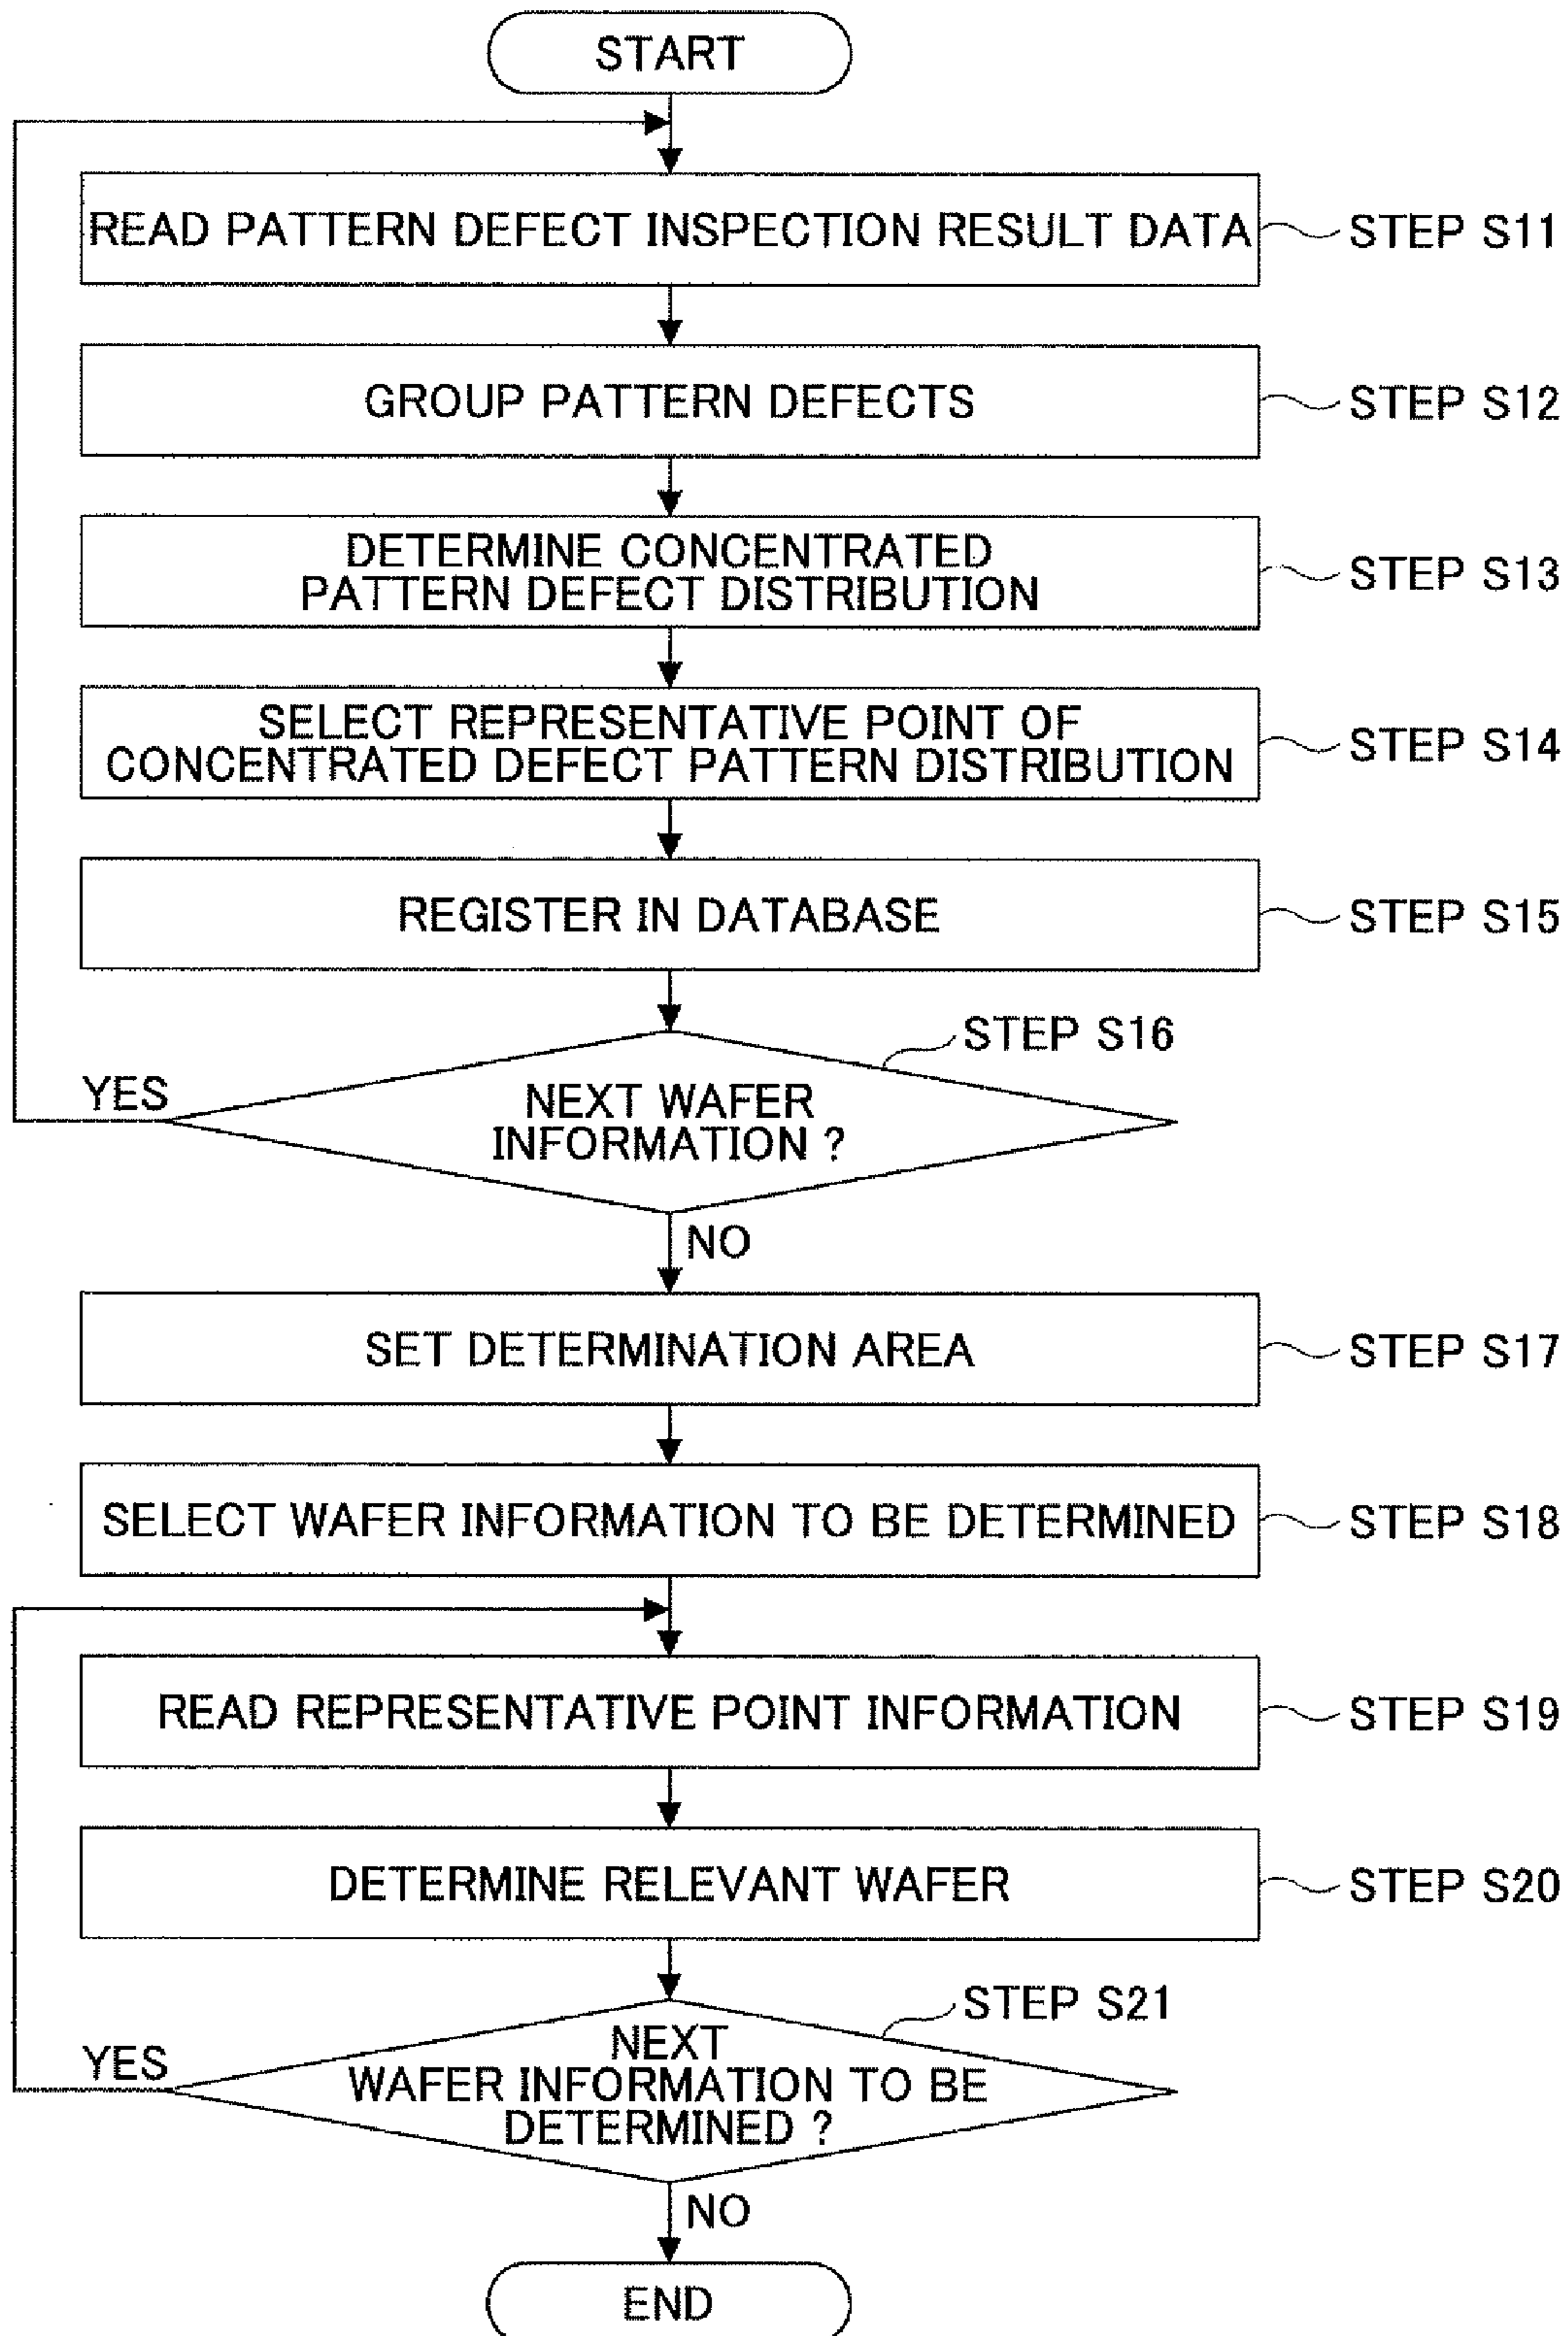 START
READ PATTERN DEFECT INSPECTION RESULT DATA
STEP S11
GROUP PATTERN DEFECTS
STEP S12
DETERMINE CONCENTRATED
PATTERN DEFECT DISTRIBUTION
STEP S13
SELECT REPRESENTATIVE POINT OF
CONCENTRATED DEFECT PATTERN DISTRIBUTION
STEP S14
REGISTER IN DATABASE
STEP S15
STEP S16
YES
NEXT WAFER
INFORMATION ?
NO
SET DETERMINATION AREA
STEP S17
SELECT WAFER INFORMATION TO BE DETERMINED
STEP S18
READ REPRESENTATIVE POINT INFORMATION
STEP S19
DETERMINE RELEVANT WAFER
STEP S20
STEP S21
YES
NEXT
WAFER INFORMATION TO BE
DETERMINED ?
NO
END